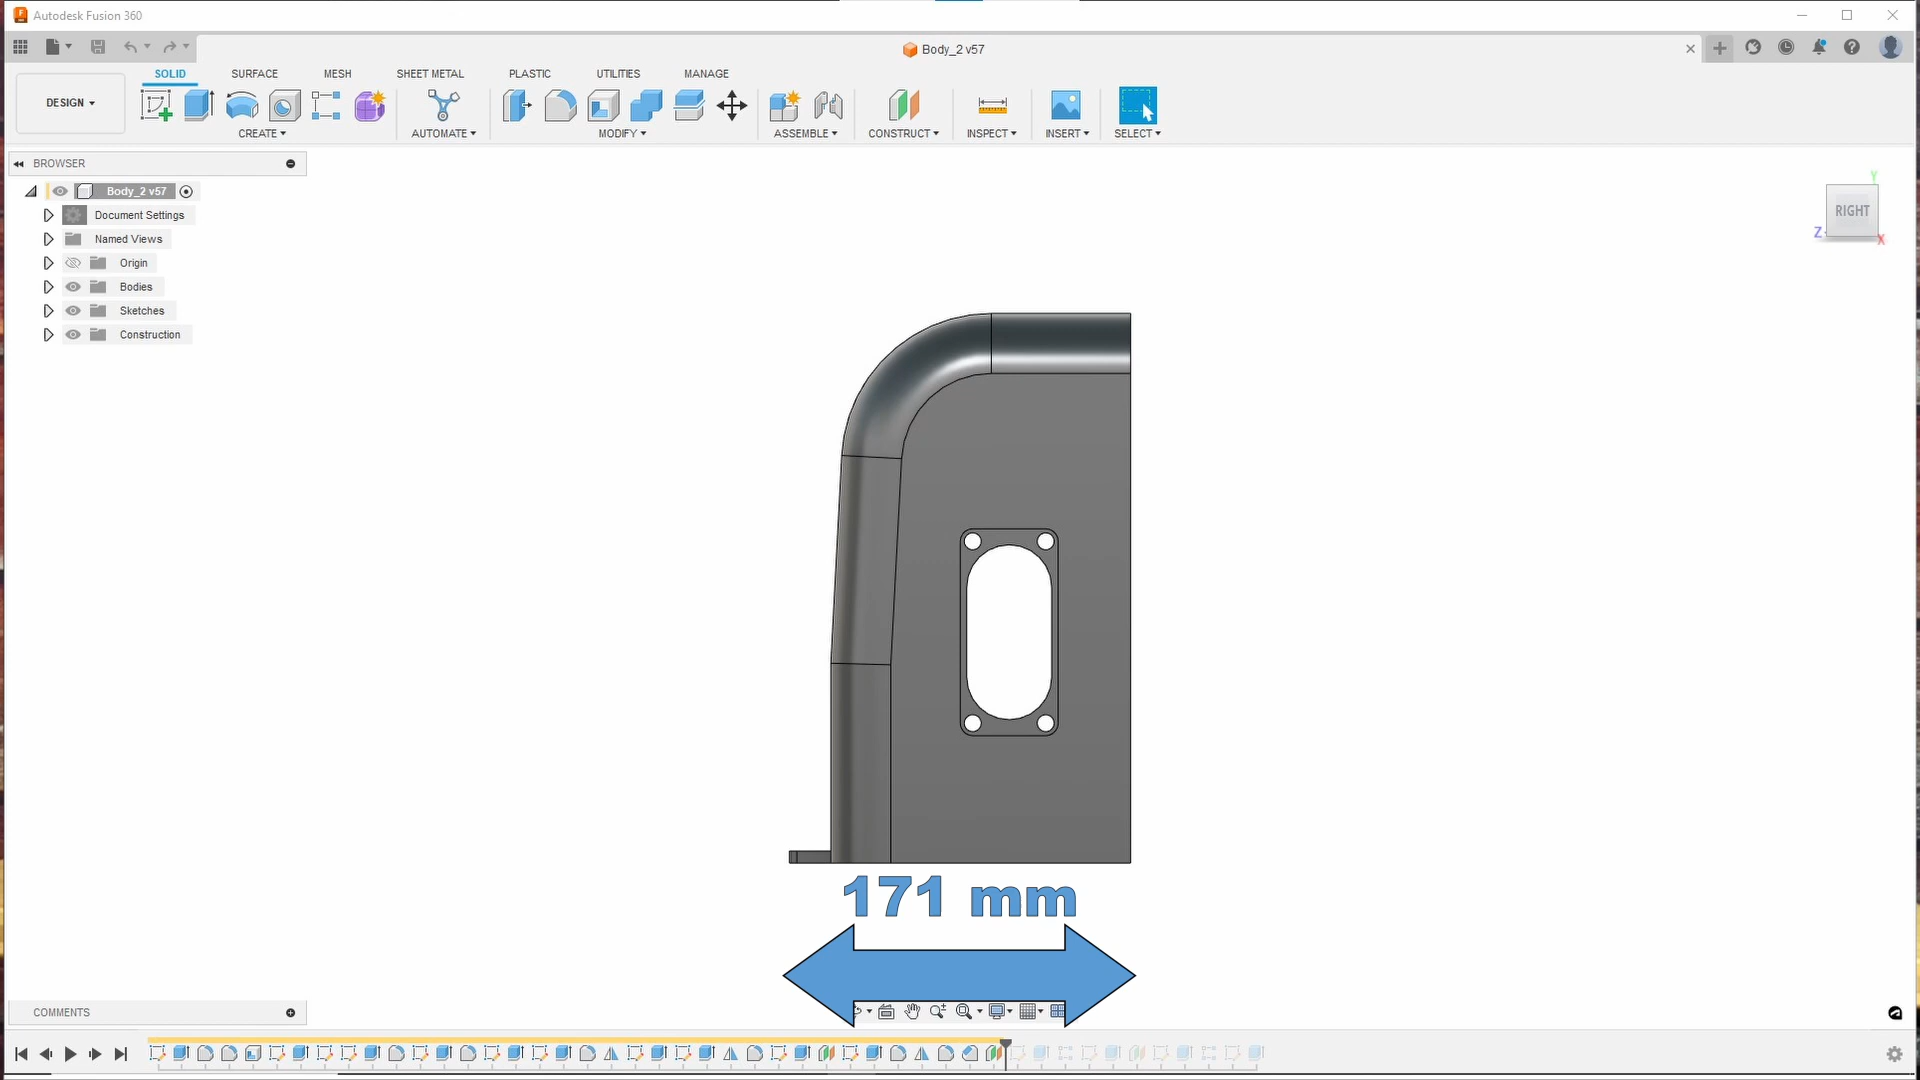 Autodesk Fusion 360
Body_2 v57
DESIGN
SOLID SURFACE MESH SHEET METAL PLASTIC UTILITIES MANAGE
CREATE AUTOMATE MODIFY ASSEMBLE CONSTRUCT INSPECT INSERT SELECT
BROWSER
Body_2 v57
Document Settings
Named Views
Origin
Bodies
Sketches
Construction
Y
RIGHT
Z
X
171 mm
COMMENTS